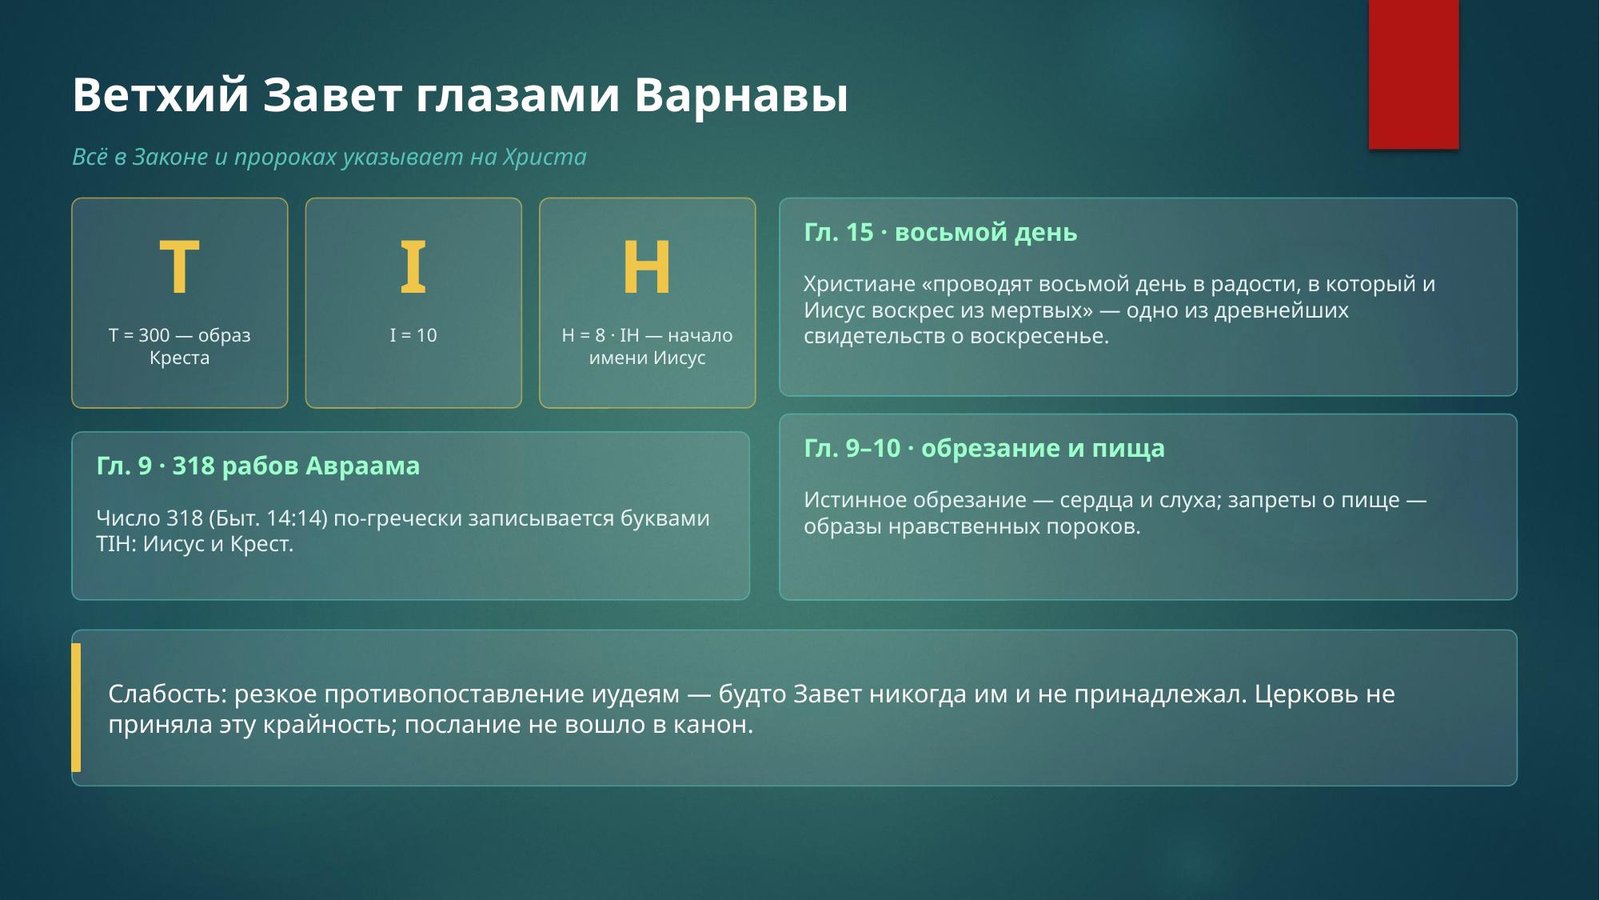 Ветхий Завет глазами Варнавы
Всё в Законе и пророках указывает на Христа
Τ
Τ = 300 — образ
Креста
Ι
Ι = 10
Η
Η = 8 · ΙΗ — начало
имени Иисус
Гл. 9 · 318 рабов Авраама
Число 318 (Быт. 14:14) по-гречески записывается буквами
ΤΙΗ: Иисус и Крест.
Гл. 15 · восьмой день
Христиане «проводят восьмой день в радости, в который и
Иисус воскрес из мертвых» — одно из древнейших
свидетельств о воскресенье.
Гл. 9–10 · обрезание и пища
Истинное обрезание — сердца и слуха; запреты о пище —
образы нравственных пороков.
Слабость: резкое противопоставление иудеям — будто Завет никогда им и не принадлежал. Церковь не
приняла эту крайность; послание не вошло в канон.